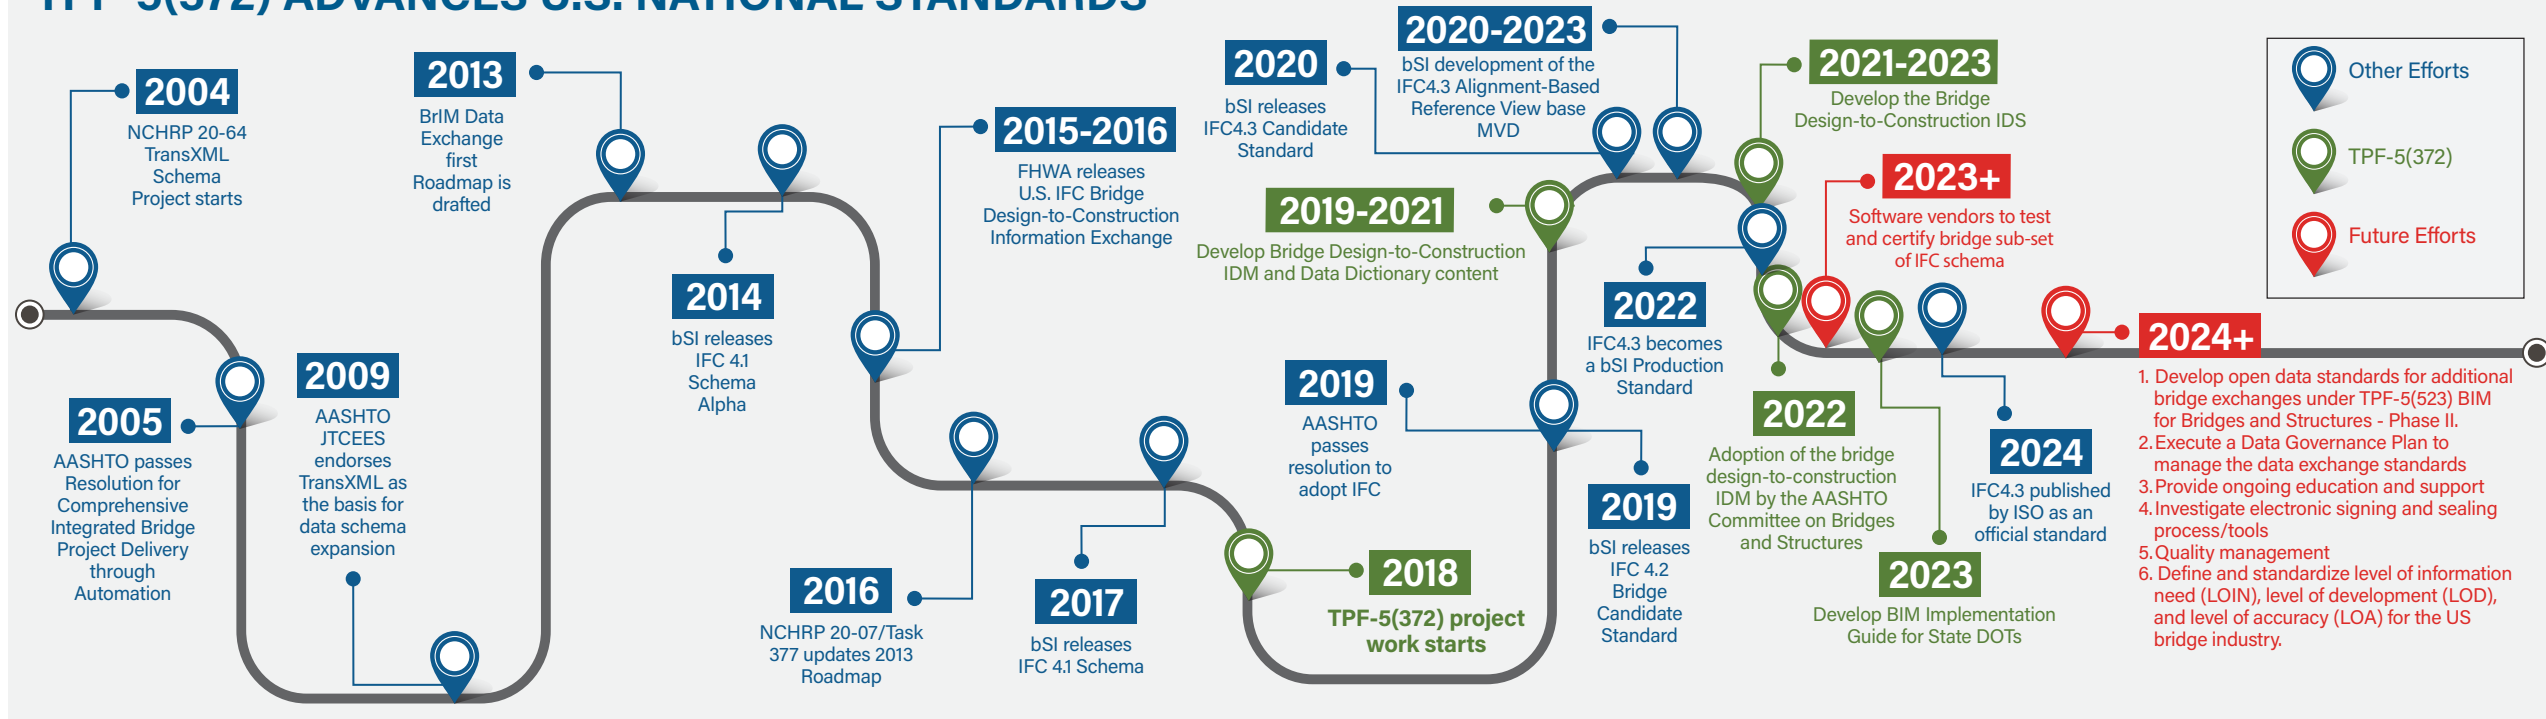 TPF-5(372) ADVANCES U.S. NATIONAL STANDARDS
2004
NCHRP 20-64
TransXML
Schema
Project starts
2005
AASHTO passes
Resolution for
Comprehensive
Integrated Bridge
Project Delivery
through
Automation
2009
AASHTO
JTCEES
endorses
TransXML as
the basis for
data schema
expansion
2013
BrIM Data
Exchange
first
Roadmap is
drafted
2014
bSI releases
IFC 4.1
Schema
Alpha
2015-2016
FHWA releases
U.S. IFC Bridge
Design-to-Construction
Information Exchange
2016
NCHRP 20-07/Task
377 updates 2013
Roadmap
2017
bSI releases
IFC 4.1 Schema
2018
TPF-5(372) project
work starts
2019
AASHTO
passes
resolution to
adopt IFC
2019
bSI releases
IFC 4.2
Bridge
Candidate
Standard
2019-2021
Develop Bridge Design-to-Construction
IDM and Data Dictionary content
2020
bSI releases
IFC4.3 Candidate
Standard
2020-2023
bSI development of the
IFC4.3 Alignment-Based
Reference View base
MVD
2021-2023
Develop the Bridge
Design-to-Construction IDS
2022
IFC4.3 becomes
a bSI Production
Standard
2022
Adoption of the bridge
design-to-construction
IDM by the AASHTO
Committee on Bridges
and Structures
2023+
Software vendors to test
and certify bridge sub-set
of IFC schema
2023
Develop BIM Implementation
Guide for State DOTs
2024
IFC4.3 published
by ISO as an
official standard
2024+
1. Develop open data standards for additional
bridge exchanges under TPF-5(523) BIM
for Bridges and Structures - Phase II.
2. Execute a Data Governance Plan to
manage the data exchange standards
3. Provide ongoing education and support
4. Investigate electronic signing and sealing
process/tools
5. Quality management
6. Define and standardize level of information
need (LOIN), level of development (LOD),
and level of accuracy (LOA) for the US
bridge industry.
Other Efforts
TPF-5(372)
Future Efforts